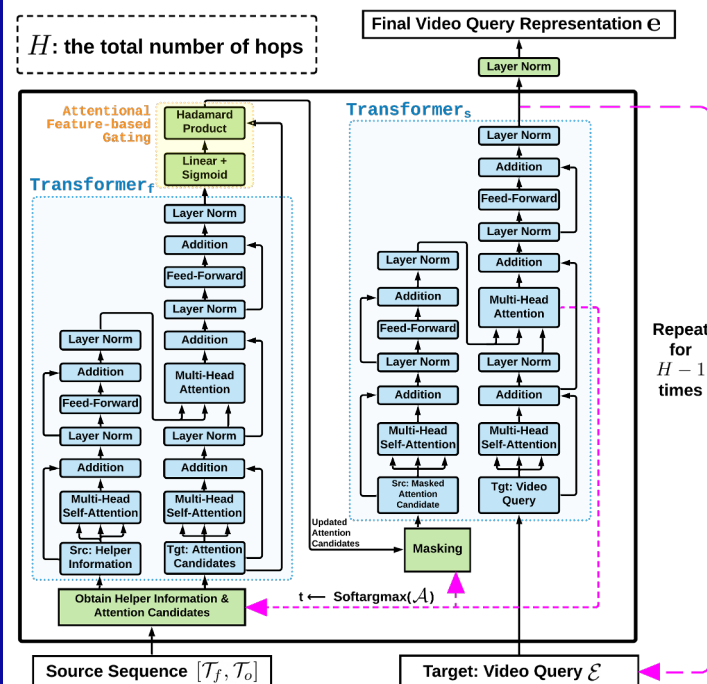 H: the total number of hops
Final Video Query Representation e
Layer Norm
Attentional
Feature-based
Gating
Hadamard
Product
Linear +
Sigmoid
Transformer_f
Layer Norm
Addition
Feed-Forward
Layer Norm
Addition
Multi-Head
Attention
Layer Norm
Addition
Multi-Head
Self-Attention
Tgt: Attention
Candidates
Layer Norm
Addition
Feed-Forward
Layer Norm
Addition
Multi-Head
Self-Attention
Src: Helper
Information
Obtain Helper Information &
Attention Candidates
Source Sequence [𝒯_f, 𝒯_o]
Transformer_s
Layer Norm
Addition
Feed-Forward
Layer Norm
Addition
Multi-Head
Attention
Layer Norm
Addition
Multi-Head
Self-Attention
Tgt: Video
Query
Layer Norm
Addition
Feed-Forward
Layer Norm
Addition
Multi-Head
Self-Attention
Src: Masked
Attention
Candidate
Updated
Attention
Candidates
Masking
t ← Softargmax(𝒜)
Target: Video Query ℰ
Repeat
for
H − 1
times